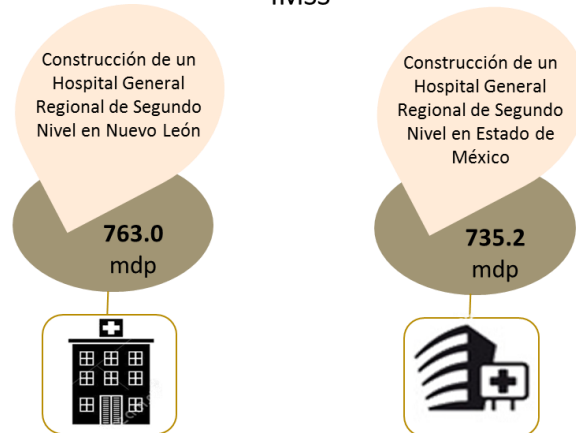 IMSS
Construcción de un
Hospital General
Regional de Segundo
Nivel en Nuevo León
763.0
mdp
Construcción de un
Hospital General
Regional de Segundo
Nivel en Estado de
México
735.2
mdp